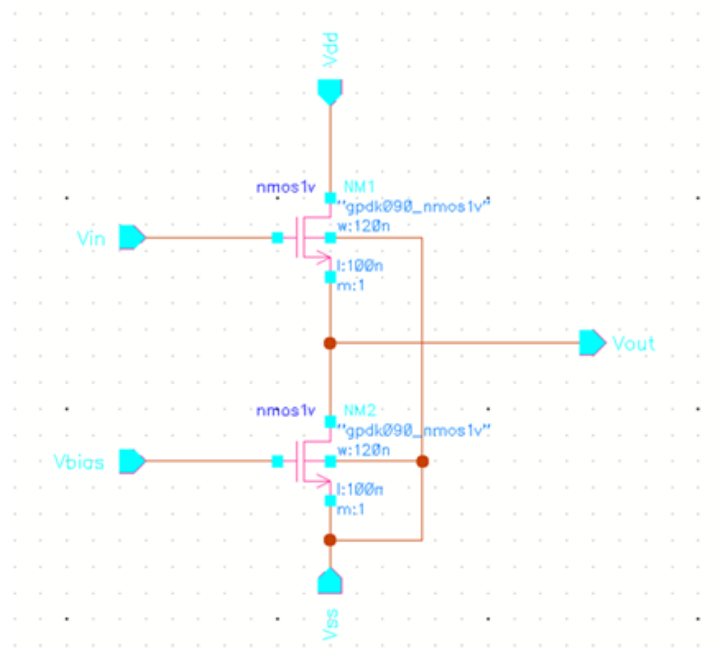 Vdd
nmos1v NM1
"gpdk090_nmos1v"
w:120n
Vin
l:100n
m:1
Vout
nmos1v NM2
"gpdk090_nmos1v"
w:120n
Vbias
l:100n
m:1
Vss